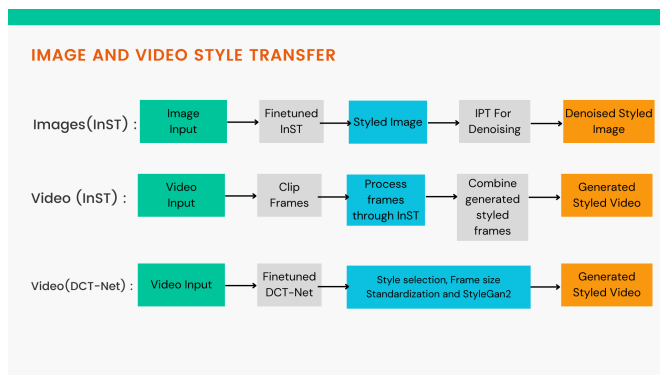 IMAGE AND VIDEO STYLE TRANSFER
Images(InST) :
Image
Input
Finetuned
InST
Styled Image
IPT For
Denoising
Denoised Styled
Image
Video (InST) :
Video
Input
Clip
Frames
Process
frames
through InST
Combine
generated
styled
frames
Generated
Styled Video
Video(DCT-Net) :
Video Input
Finetuned
DCT-Net
Style selection, Frame size
Standardization and StyleGan2
Generated
Styled Video